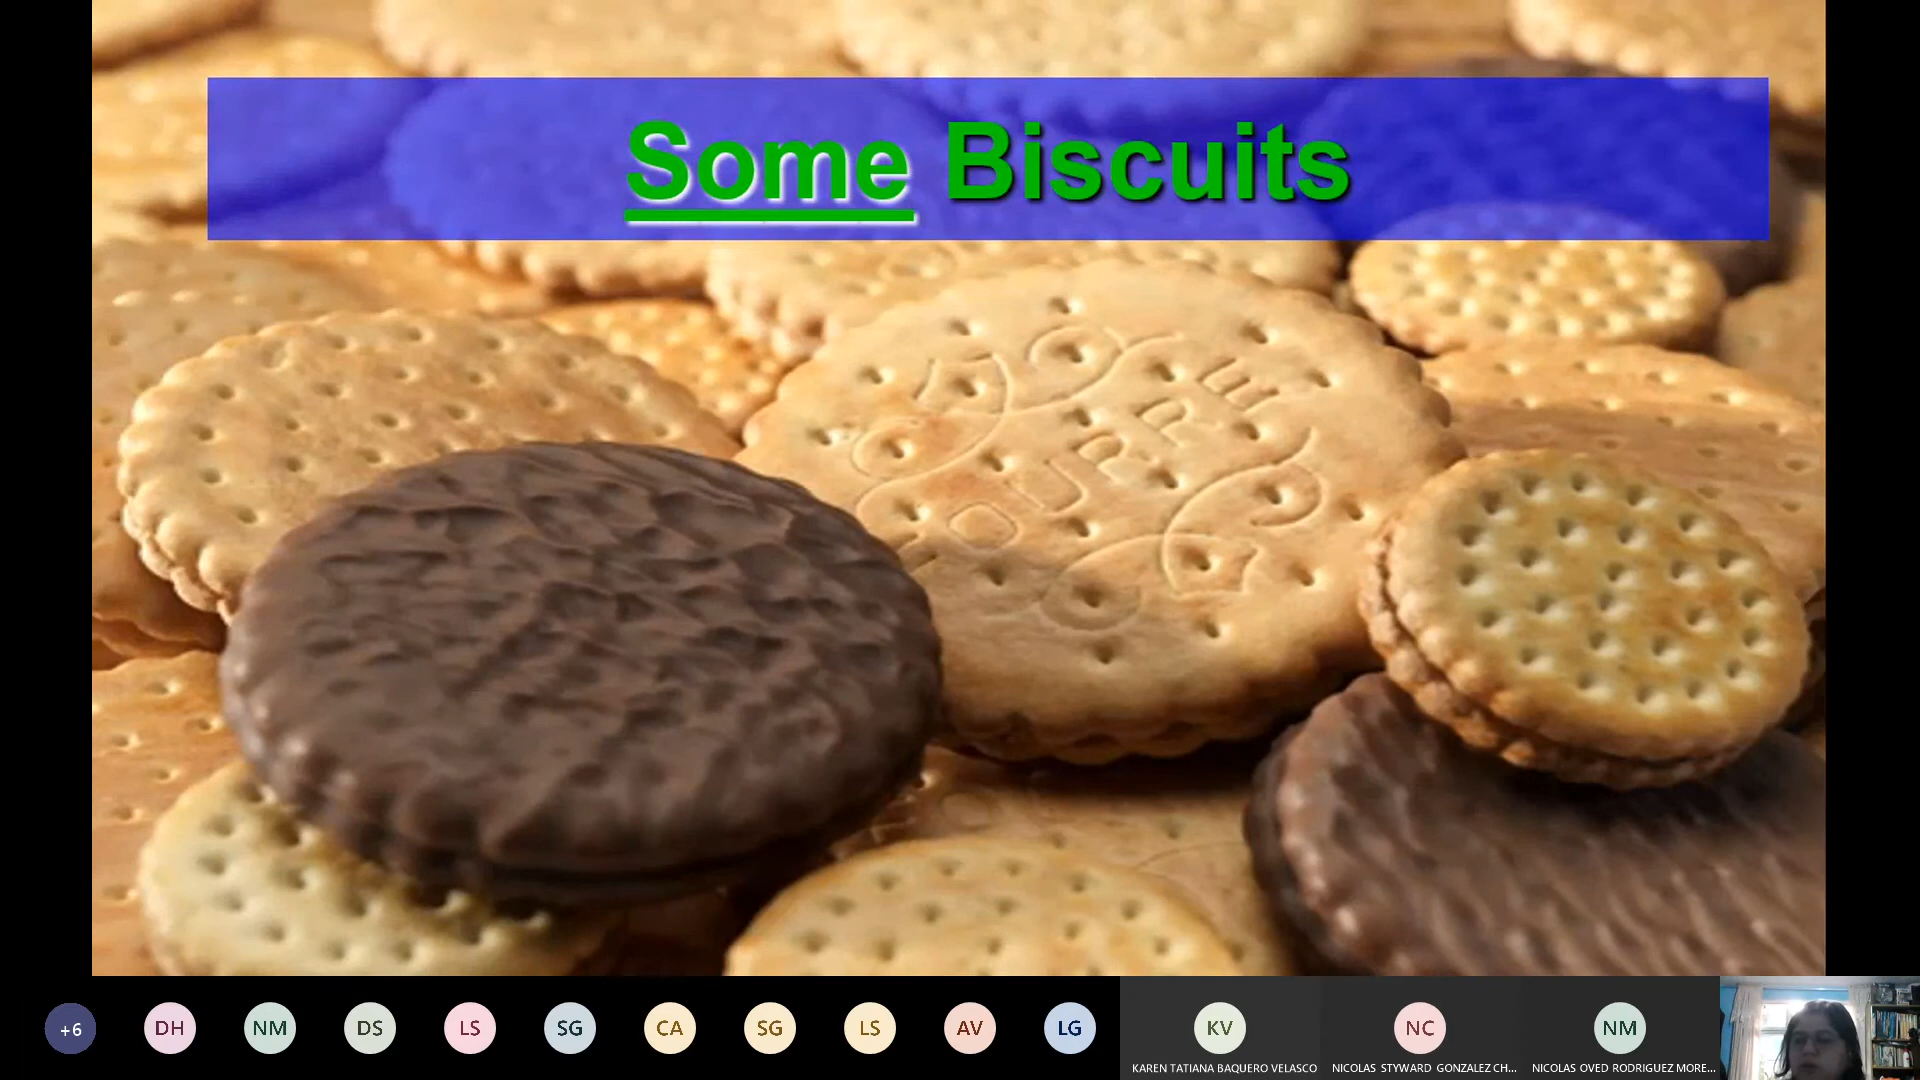 Some Biscuits
FOURRE
+6
DH
NM
DS
LS
SG
CA
SG
LS
AV
LG
KV
NC
NM
KAREN TATIANA BAQUERO VELASCO
NICOLAS STYWARD GONZALEZ CH...
NICOLAS OVED RODRIGUEZ MORE...